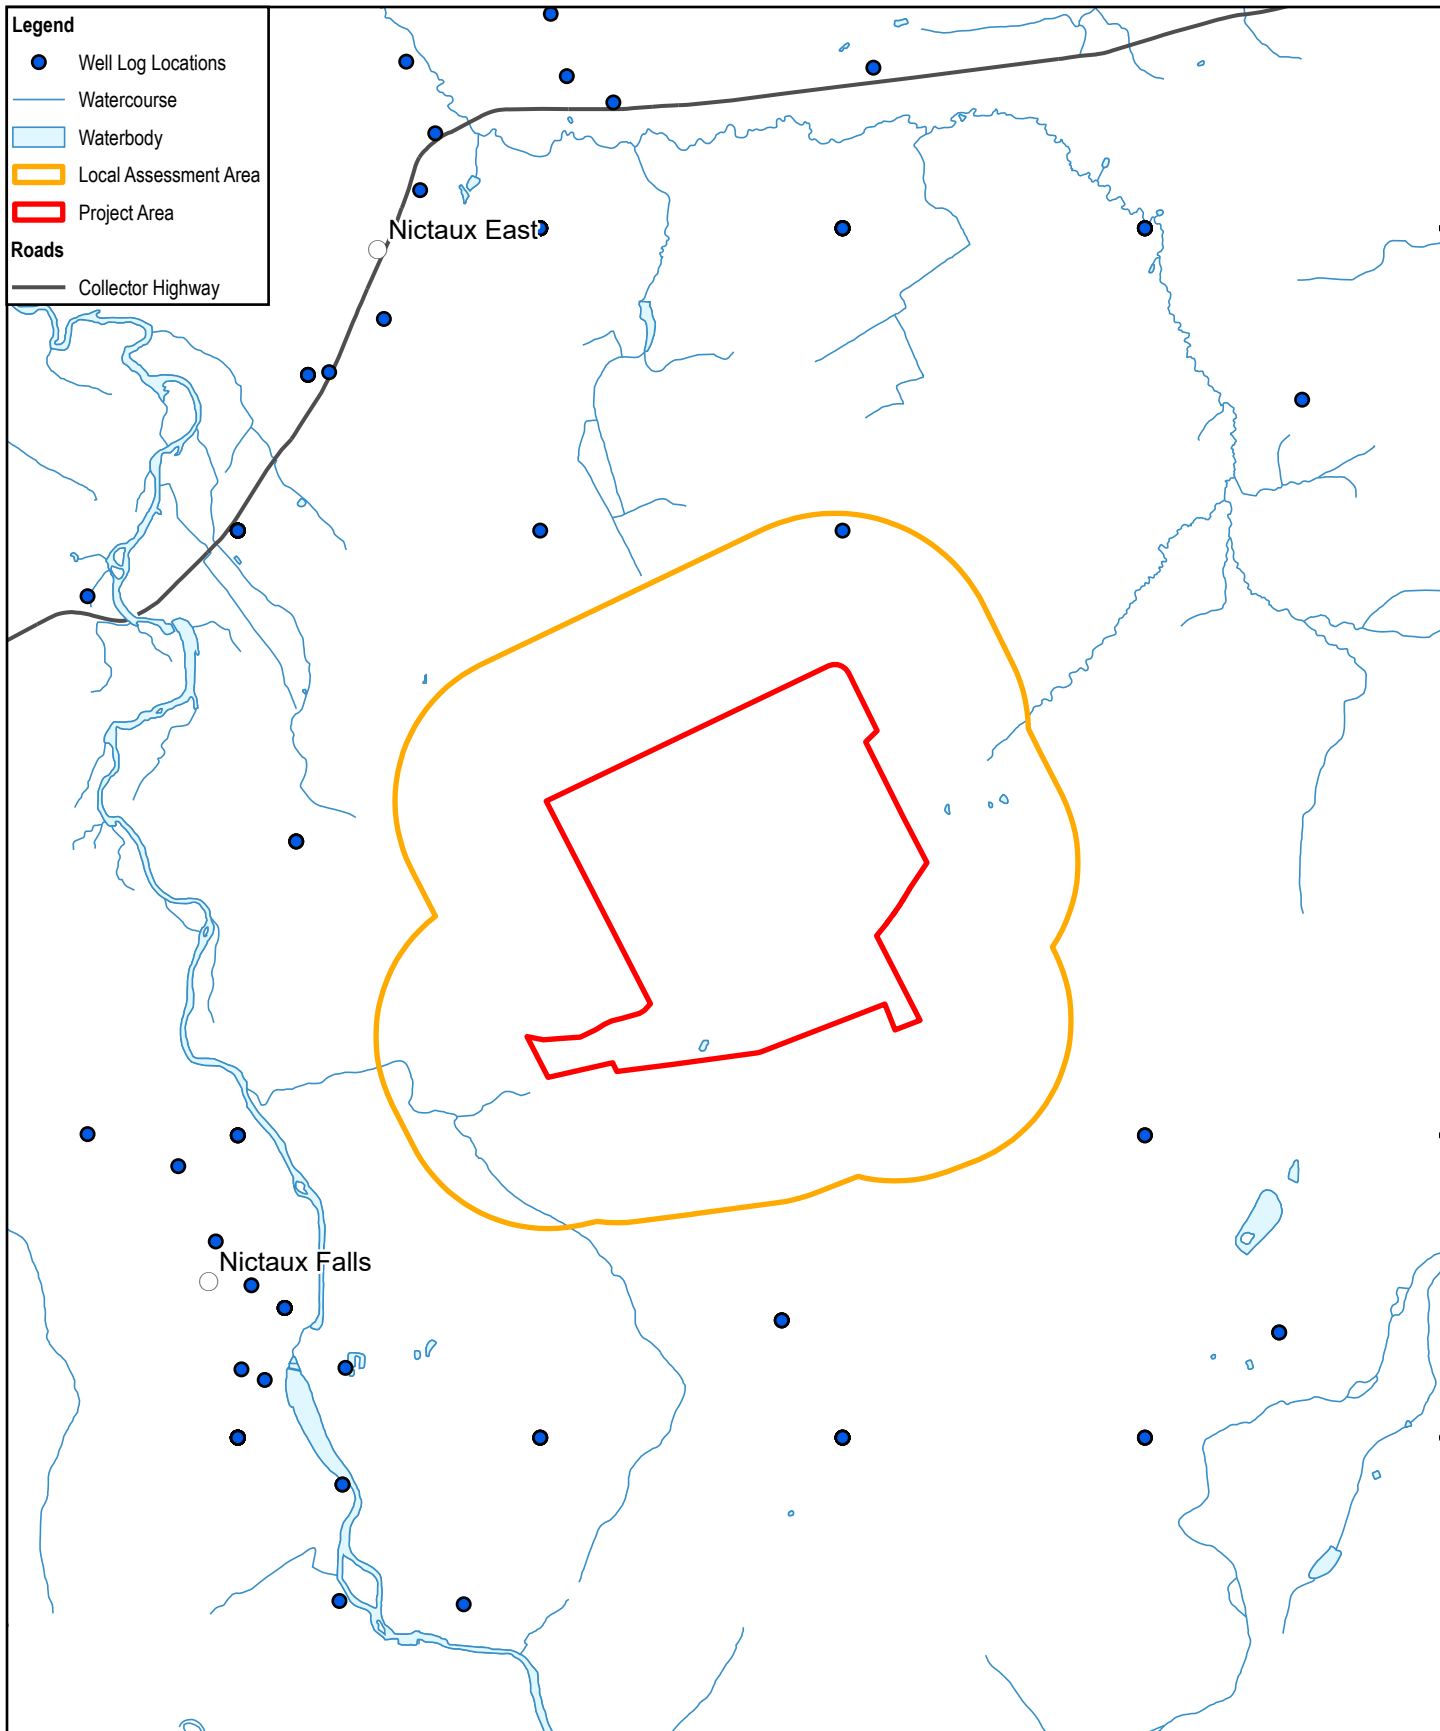 Legend
Well Log Locations
Watercourse
Waterbody
Local Assessment Area
Project Area
Roads
Collector Highway
Nictaux East
Nictaux Falls